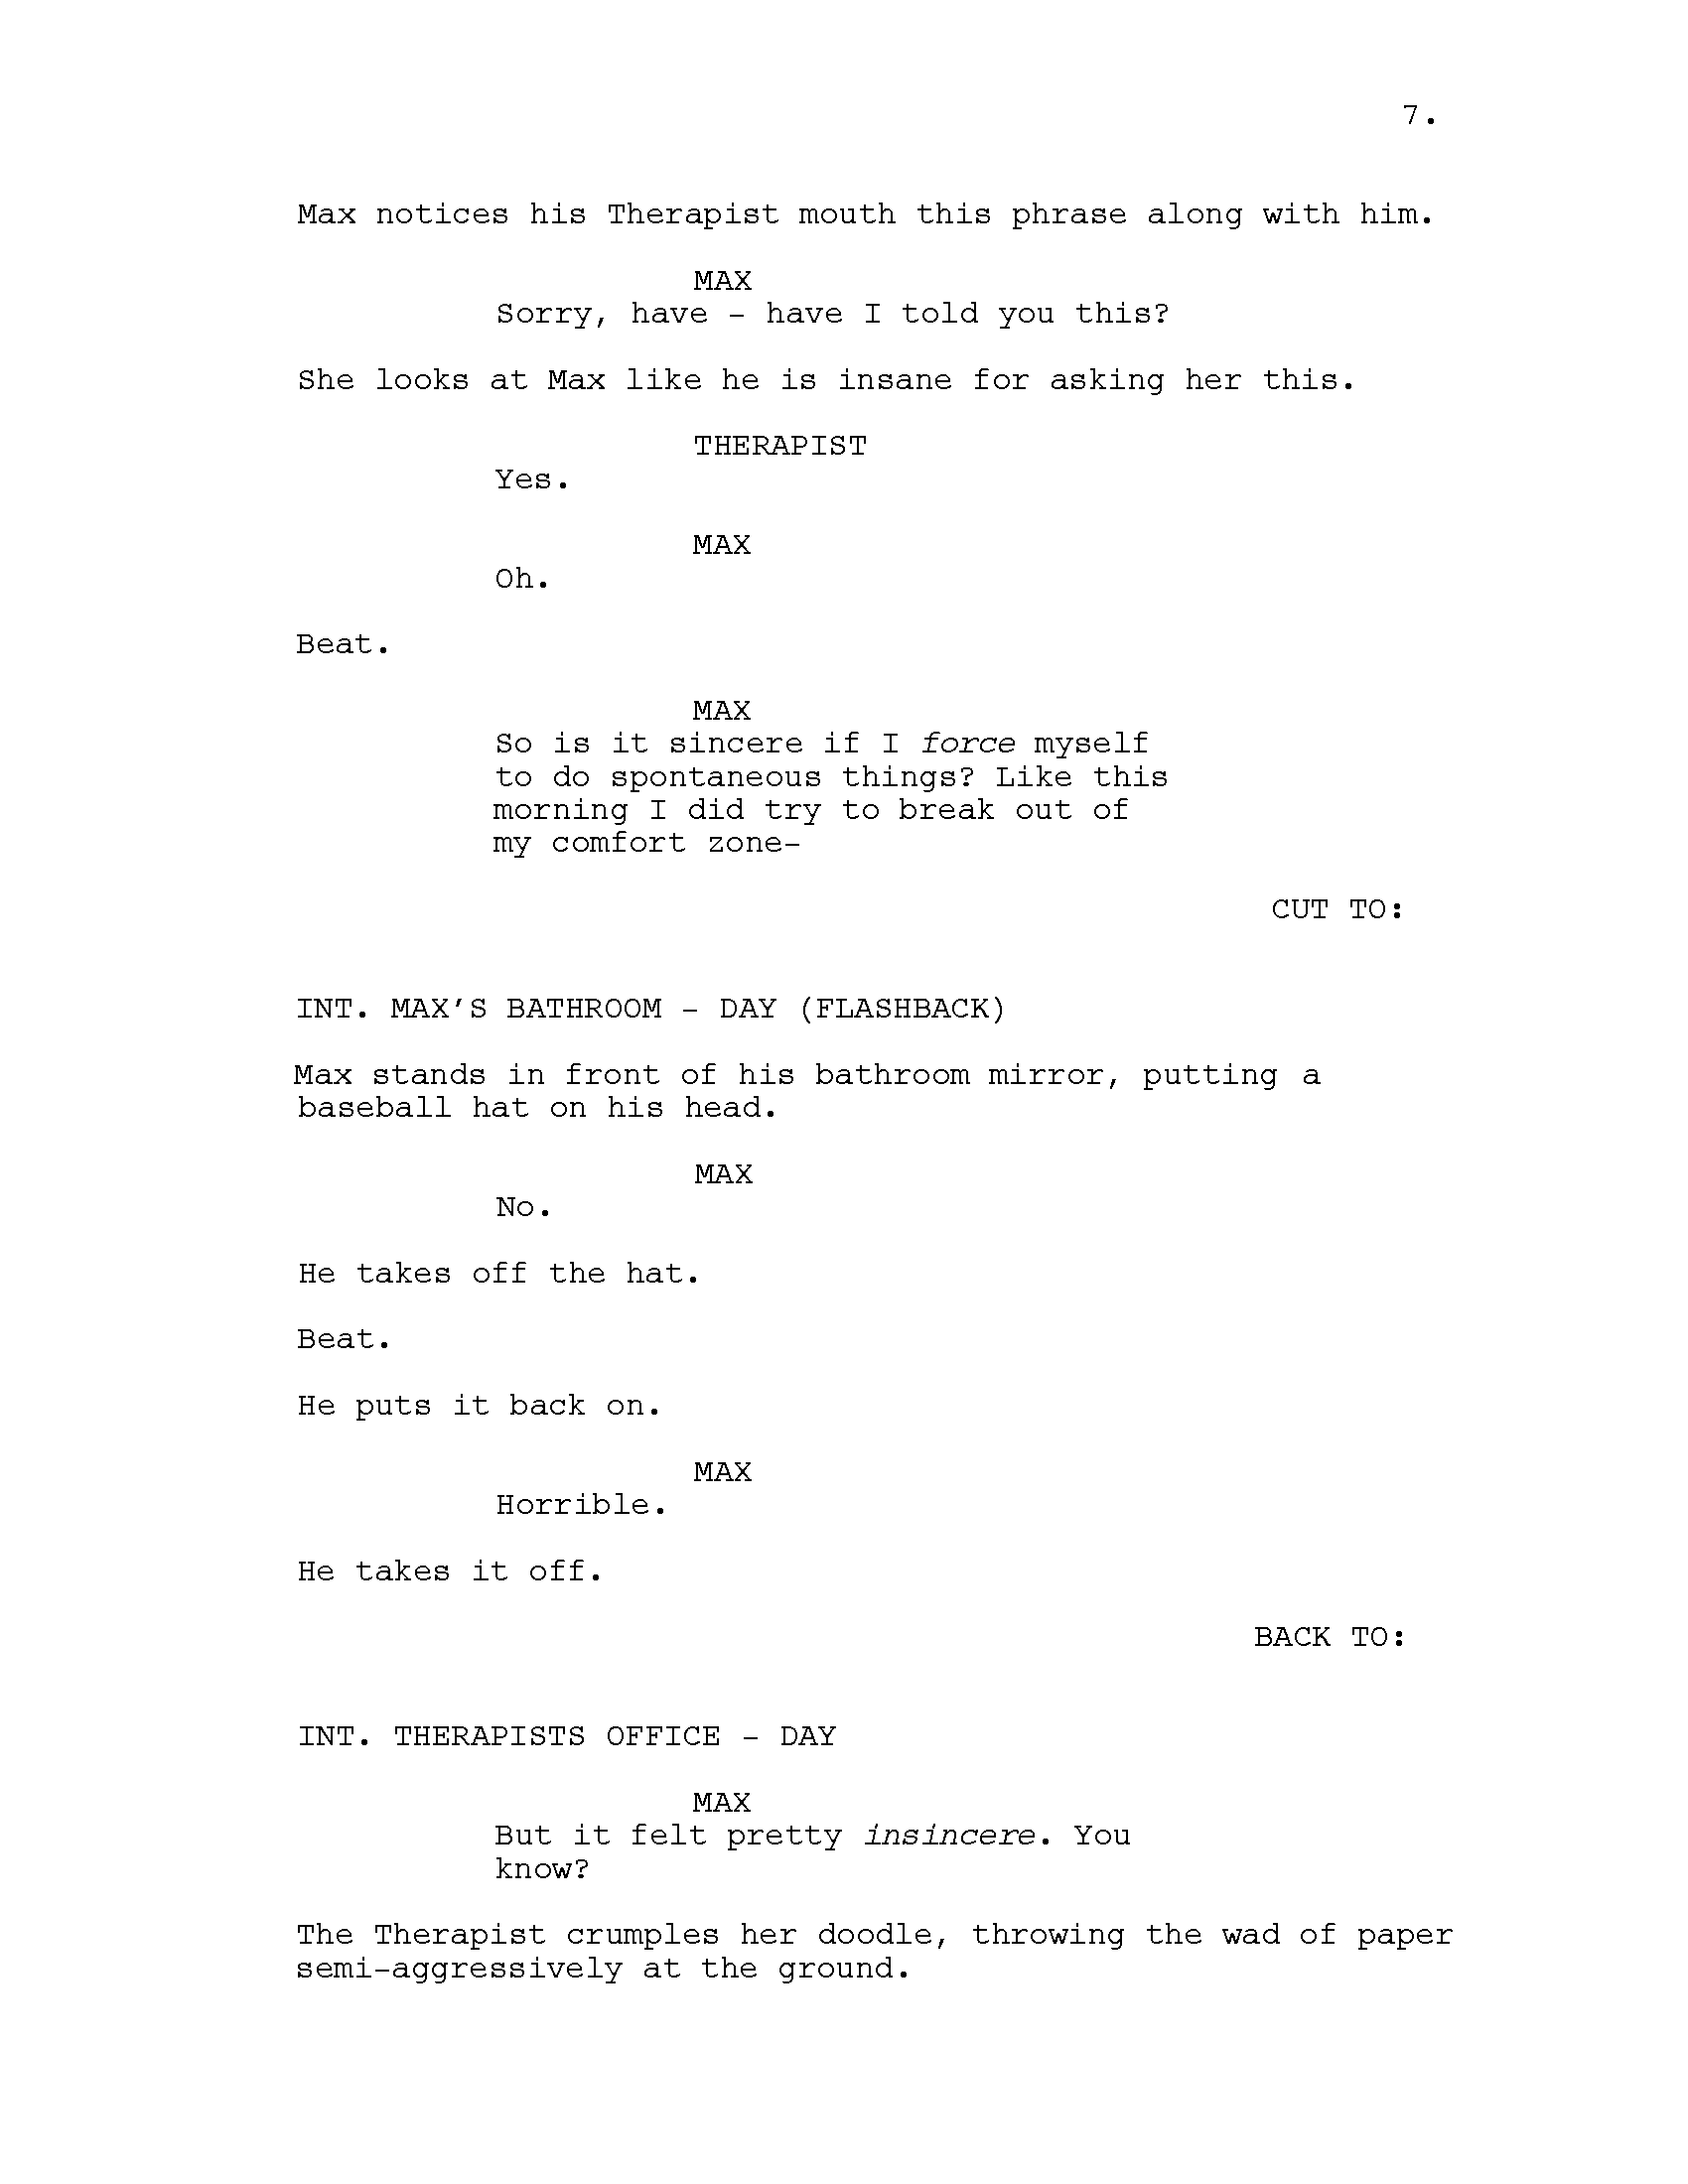 7.
Max notices his Therapist mouth this phrase along with him.
MAX
Sorry, have - have I told you this?
She looks at Max like he is insane for asking her this.
THERAPIST
Yes.
MAX
Oh.
Beat.
MAX
So is it sincere if I force myself
to do spontaneous things? Like this
morning I did try to break out of
my comfort zone-
CUT TO:
INT. MAX'S BATHROOM - DAY (FLASHBACK)
Max stands in front of his bathroom mirror, putting a
baseball hat on his head.
MAX
No.
He takes off the hat.
Beat.
He puts it back on.
MAX
Horrible.
He takes it off.
BACK TO:
INT. THERAPISTS OFFICE - DAY
MAX
But it felt pretty insincere. You
know?
The Therapist crumples her doodle, throwing the wad of paper
semi-aggressively at the ground.